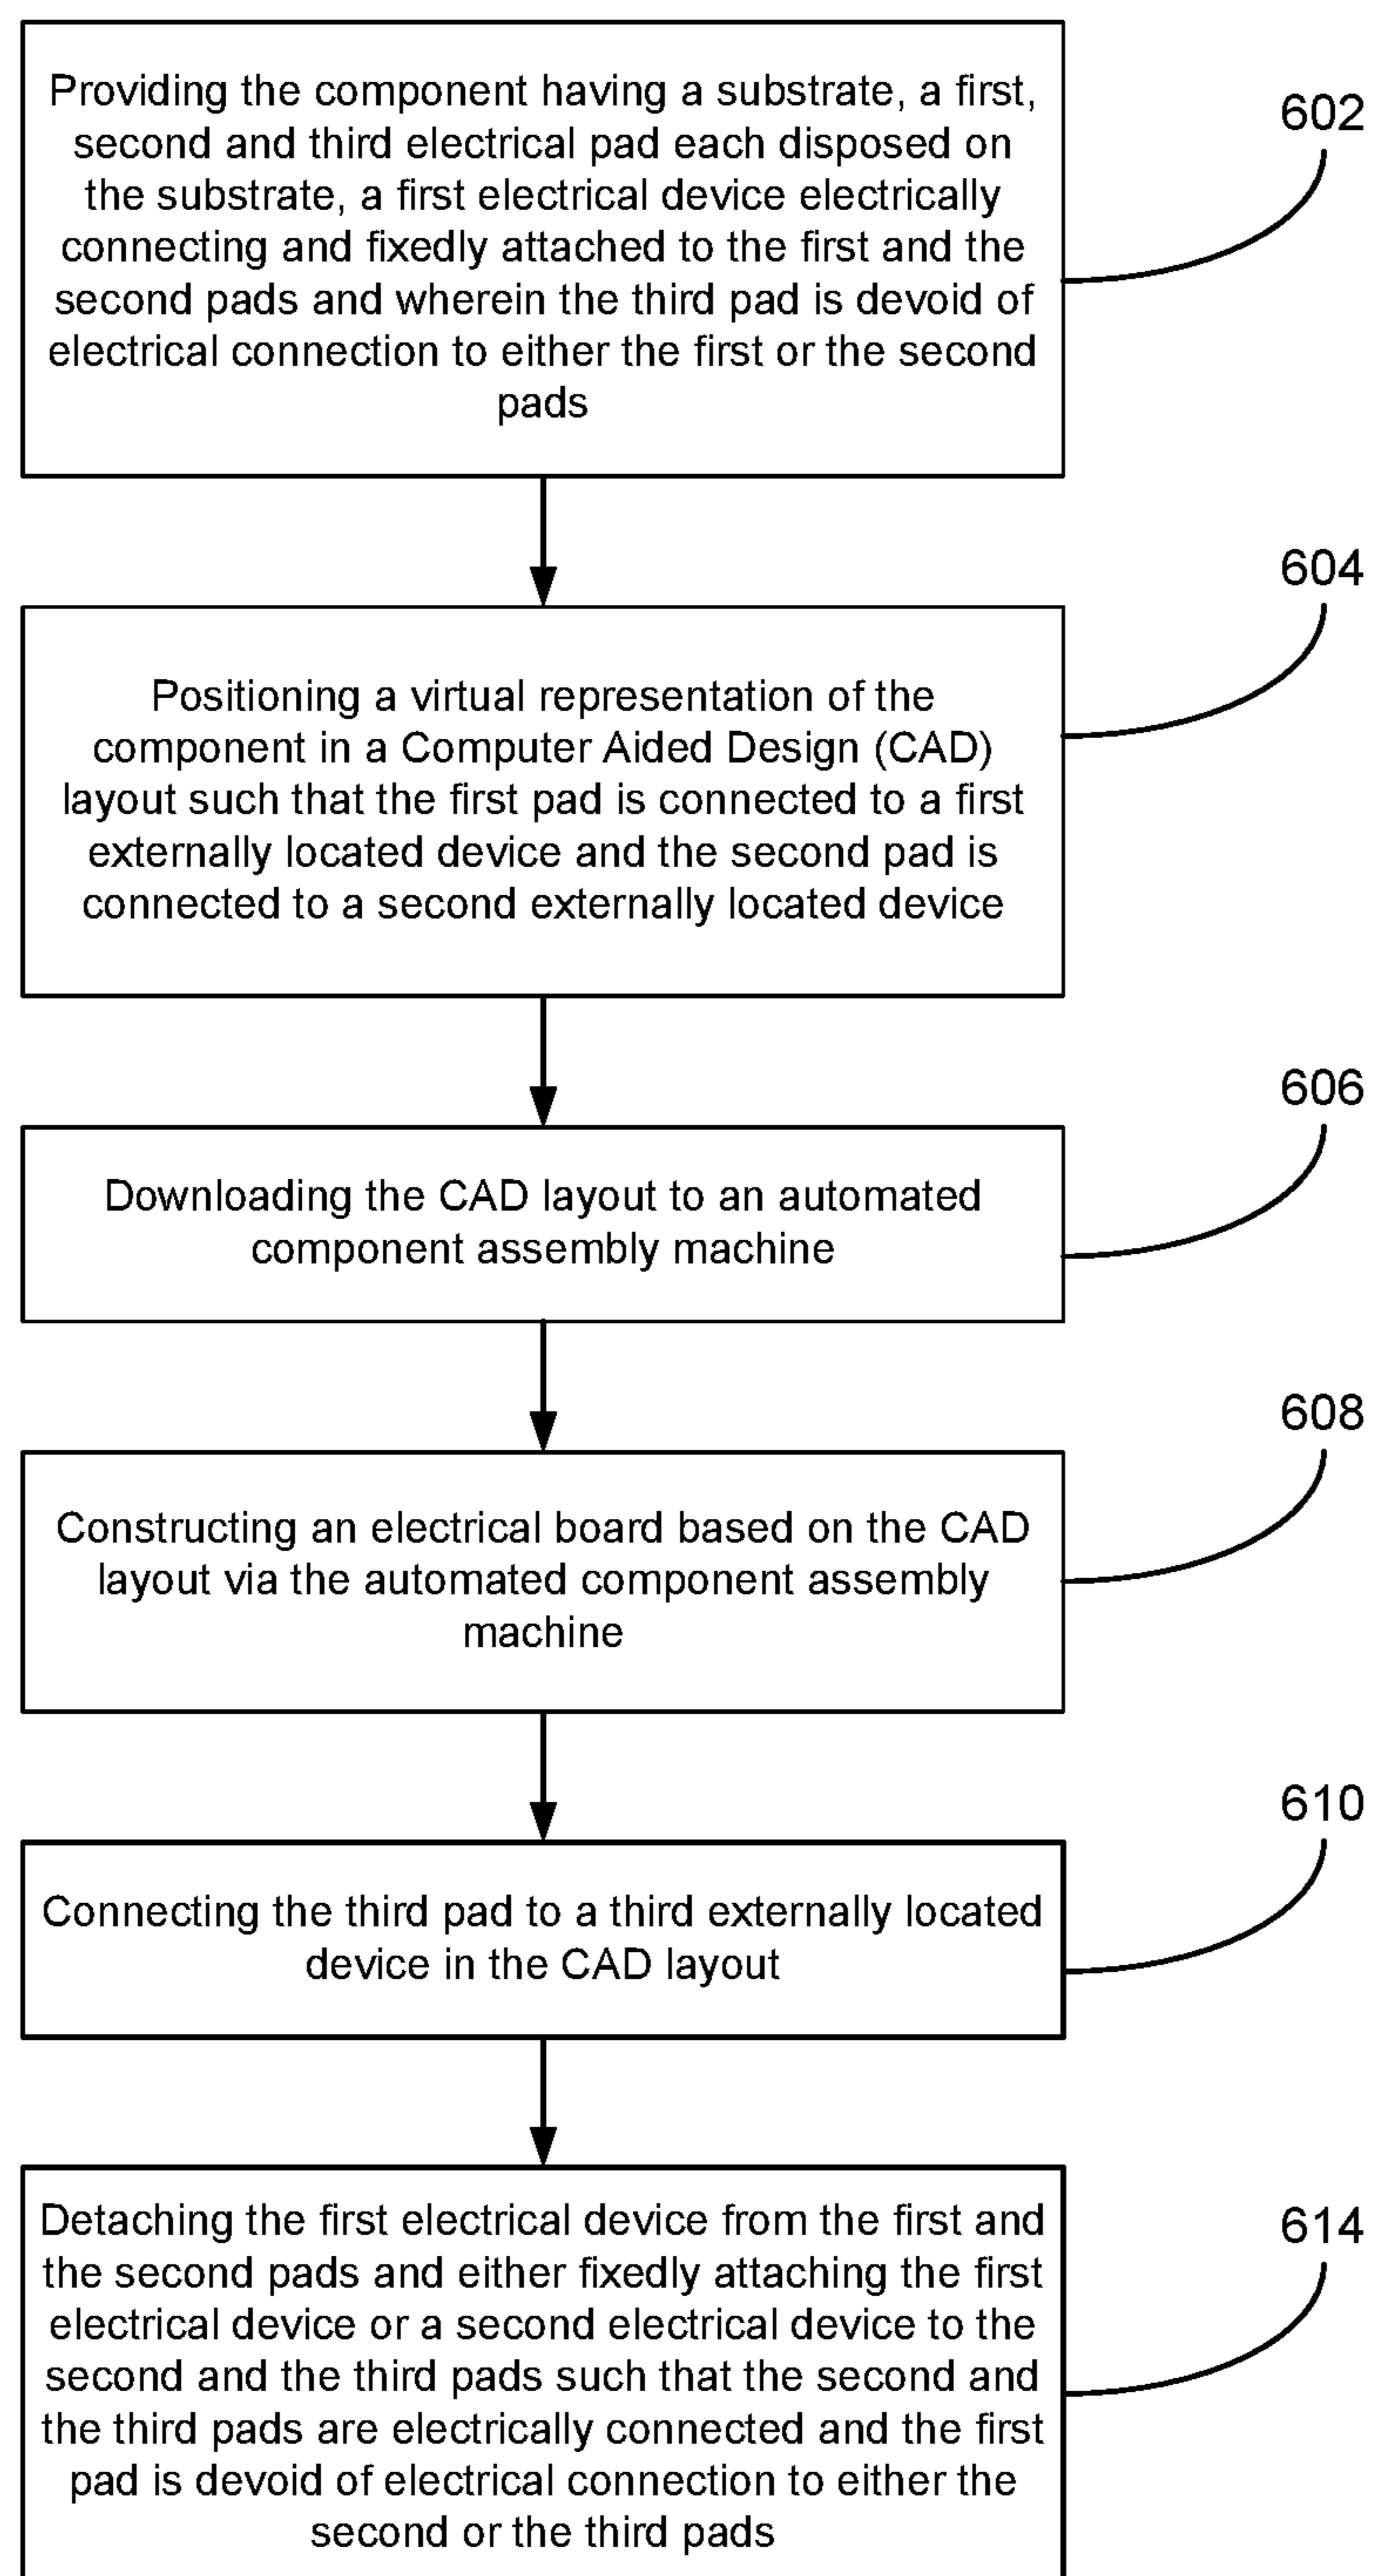 Providing the component having a substrate, a first,
second and third electrical pad each disposed on
the substrate, a first electrical device electrically
connecting and fixedly attached to the first and the
second pads and wherein the third pad is devoid of
electrical connection to either the first or the second
pads
602
Positioning a virtual representation of the
component in a Computer Aided Design (CAD)
layout such that the first pad is connected to a first
externally located device and the second pad is
connected to a second externally located device
604
Downloading the CAD layout to an automated
component assembly machine
606
Constructing an electrical board based on the CAD
layout via the automated component assembly
machine
608
Connecting the third pad to a third externally located
device in the CAD layout
610
Detaching the first electrical device from the first and
the second pads and either fixedly attaching the first
electrical device or a second electrical device to the
second and the third pads such that the second and
the third pads are electrically connected and the first
pad is devoid of electrical connection to either the
second or the third pads
614